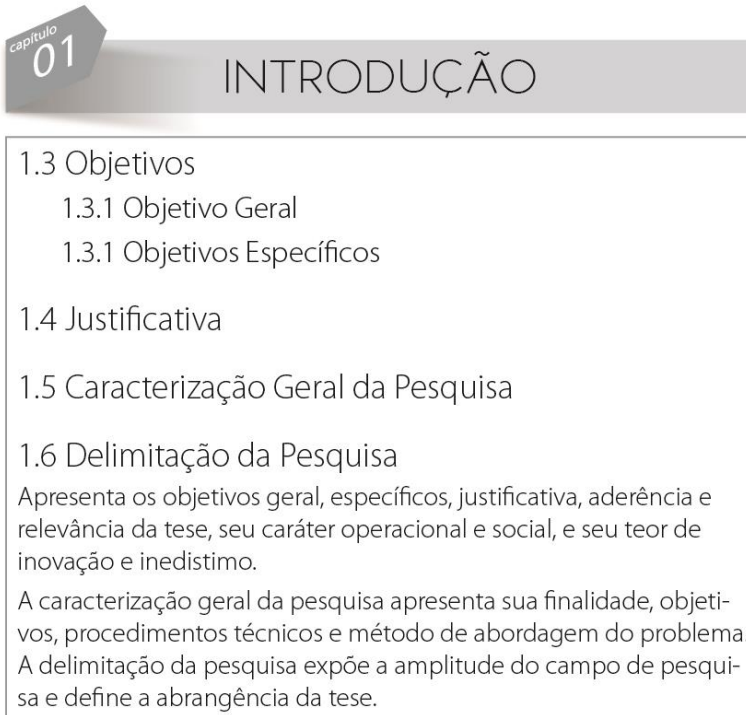 capítulo
01
INTRODUÇÃO
1.3 Objetivos
1.3.1 Objetivo Geral
1.3.1 Objetivos Específicos
1.4 Justificativa
1.5 Caracterização Geral da Pesquisa
1.6 Delimitação da Pesquisa
Apresenta os objetivos geral, específicos, justificativa, aderência e
relevância da tese, seu caráter operacional e social, e seu teor de
inovação e inedistimo.
A caracterização geral da pesquisa apresenta sua finalidade, objeti-
vos, procedimentos técnicos e método de abordagem do problema
A delimitação da pesquisa expõe a amplitude do campo de pesqui-
sa e define a abrangência da tese.